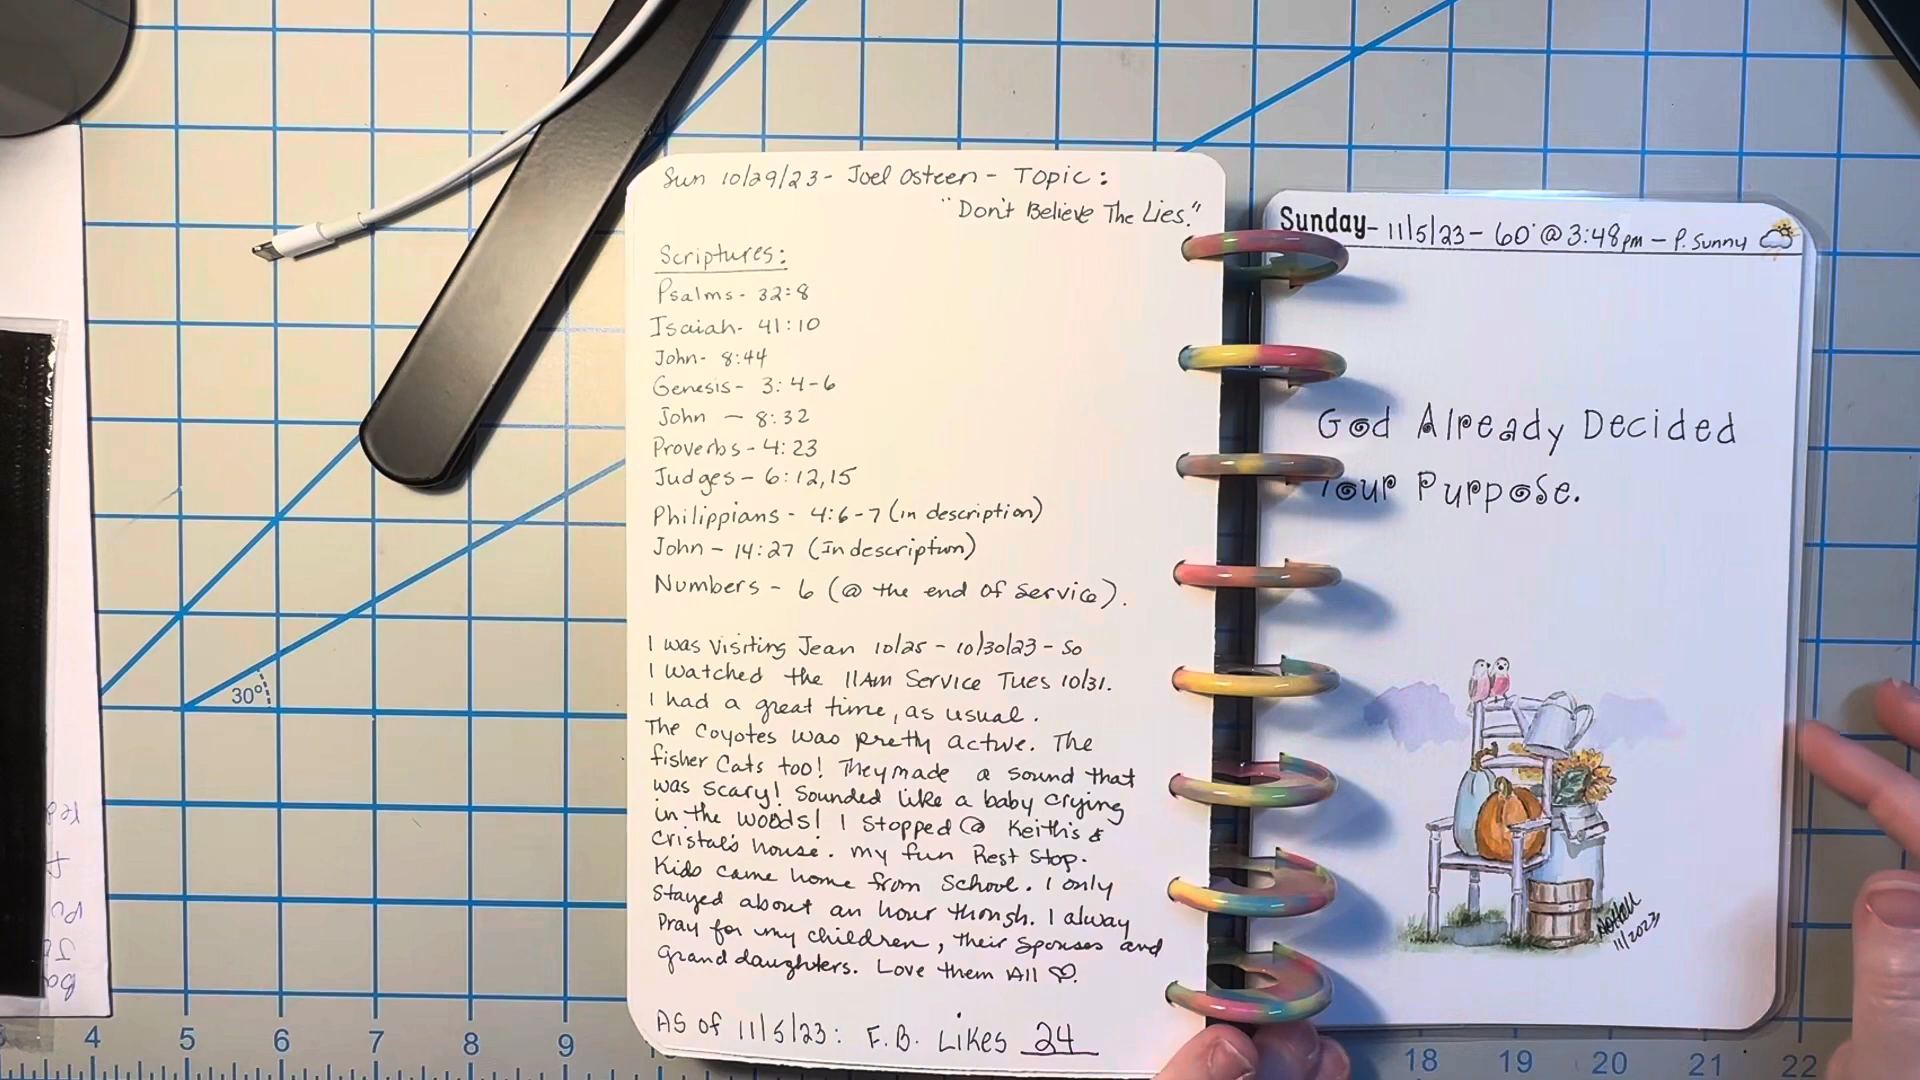 Sun 10/29/23 - Joel Osteen - Topic:
"Don't Believe The Lies."
Scriptures:
Psalms - 32:8
Isaiah - 41:10
John - 8:44
Genesis - 3:4-6
John - 8:32
Proverbs - 4:23
Judges - 6:12,15
Philippians - 4:6-7 (in description)
John - 14:27 (In description)
Numbers - 6 (@ the end of service).
I was visiting Jean 10/25 - 10/30/23 - So
I watched the 11AM Service Tues 10/31.
I had a great time, as usual.
The coyotes was pretty active. The
fisher Cats too! They made a sound that
was scary! Sounded like a baby crying
in the woods! I stopped @ Keith's &
Cristal's house. my fun Rest Stop.
Kids came home from School. I only
stayed about an hour though. I alway
Pray for my children, their spouses and
granddaughters. Love them All ♡.
AS of 11/5/23: F.B. Likes 24
Sunday - 11/5/23 - 60° @ 3:48pm - P. Sunny
God Already Decided
Your Purpose.
11/2023
30°
4 5 6 7 8 9 18 19 20 21 22